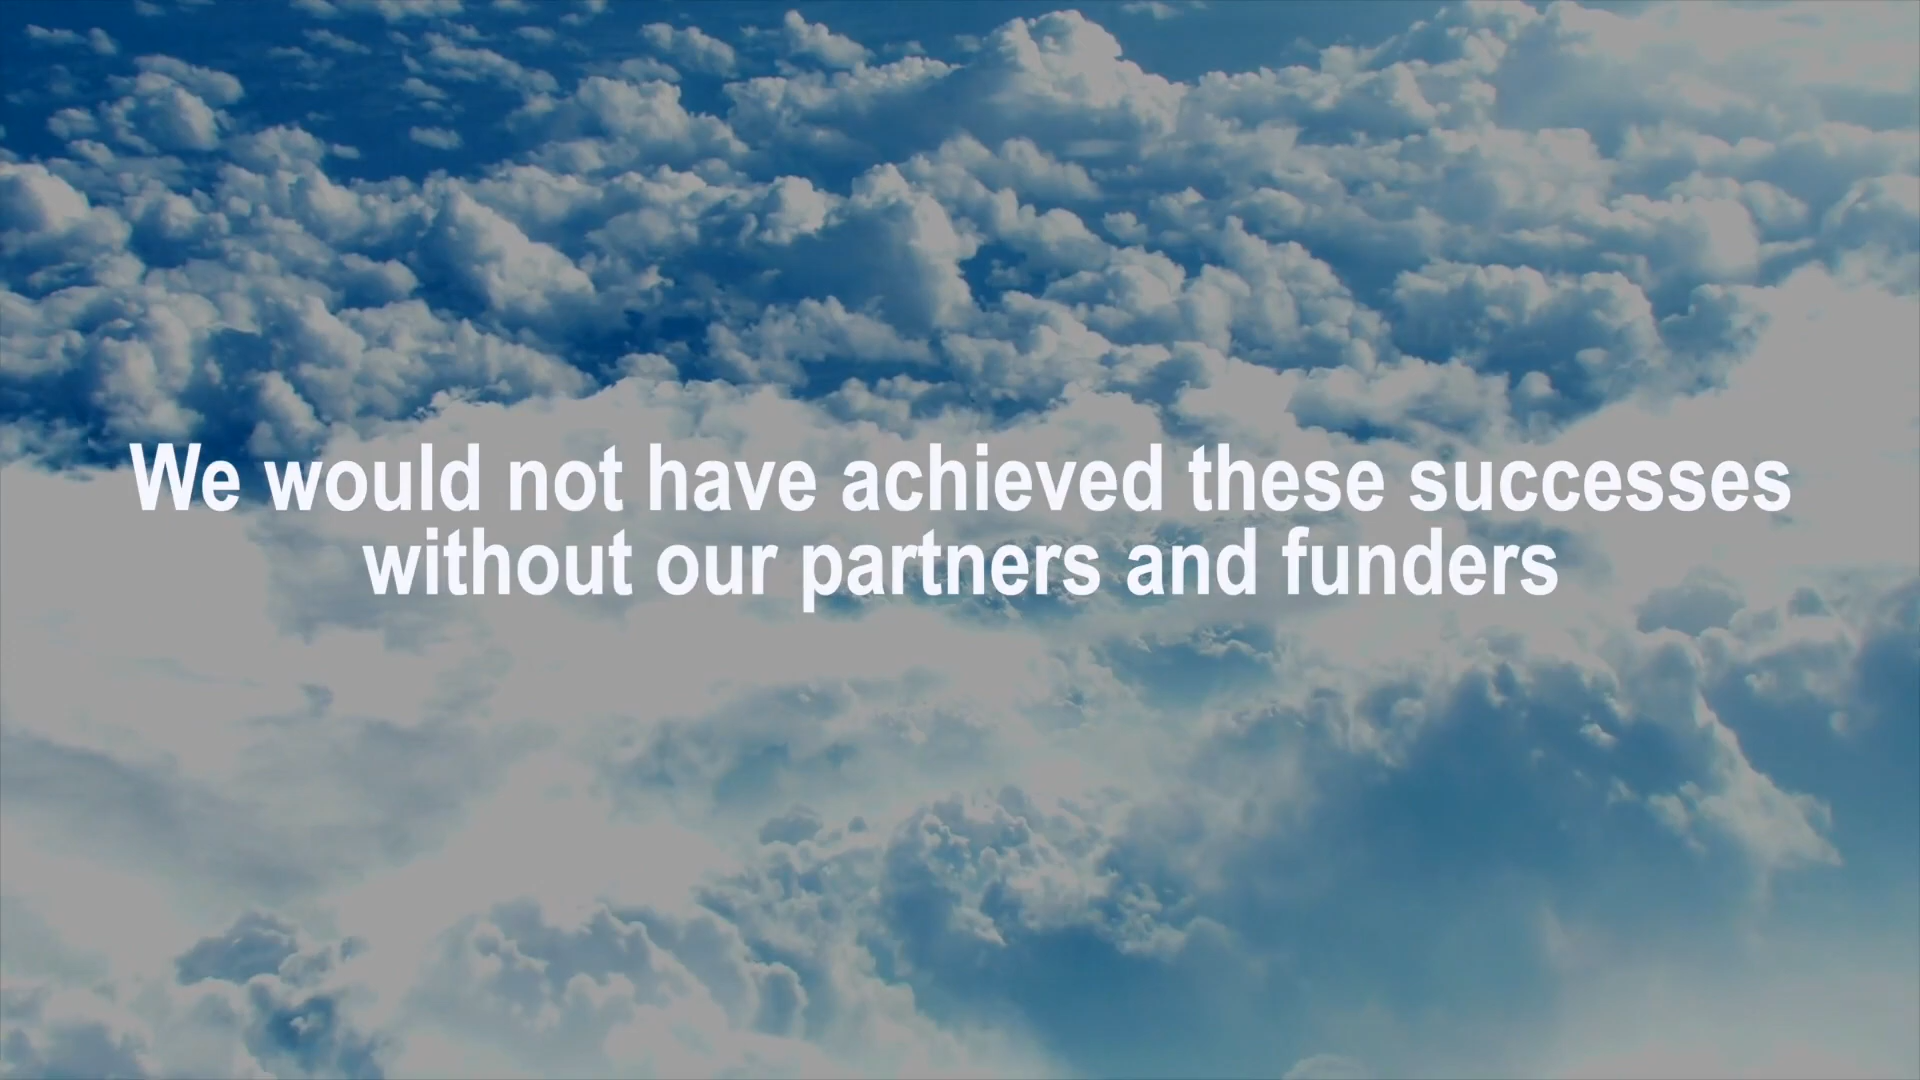 We would not have achieved these successes
without our partners and funders